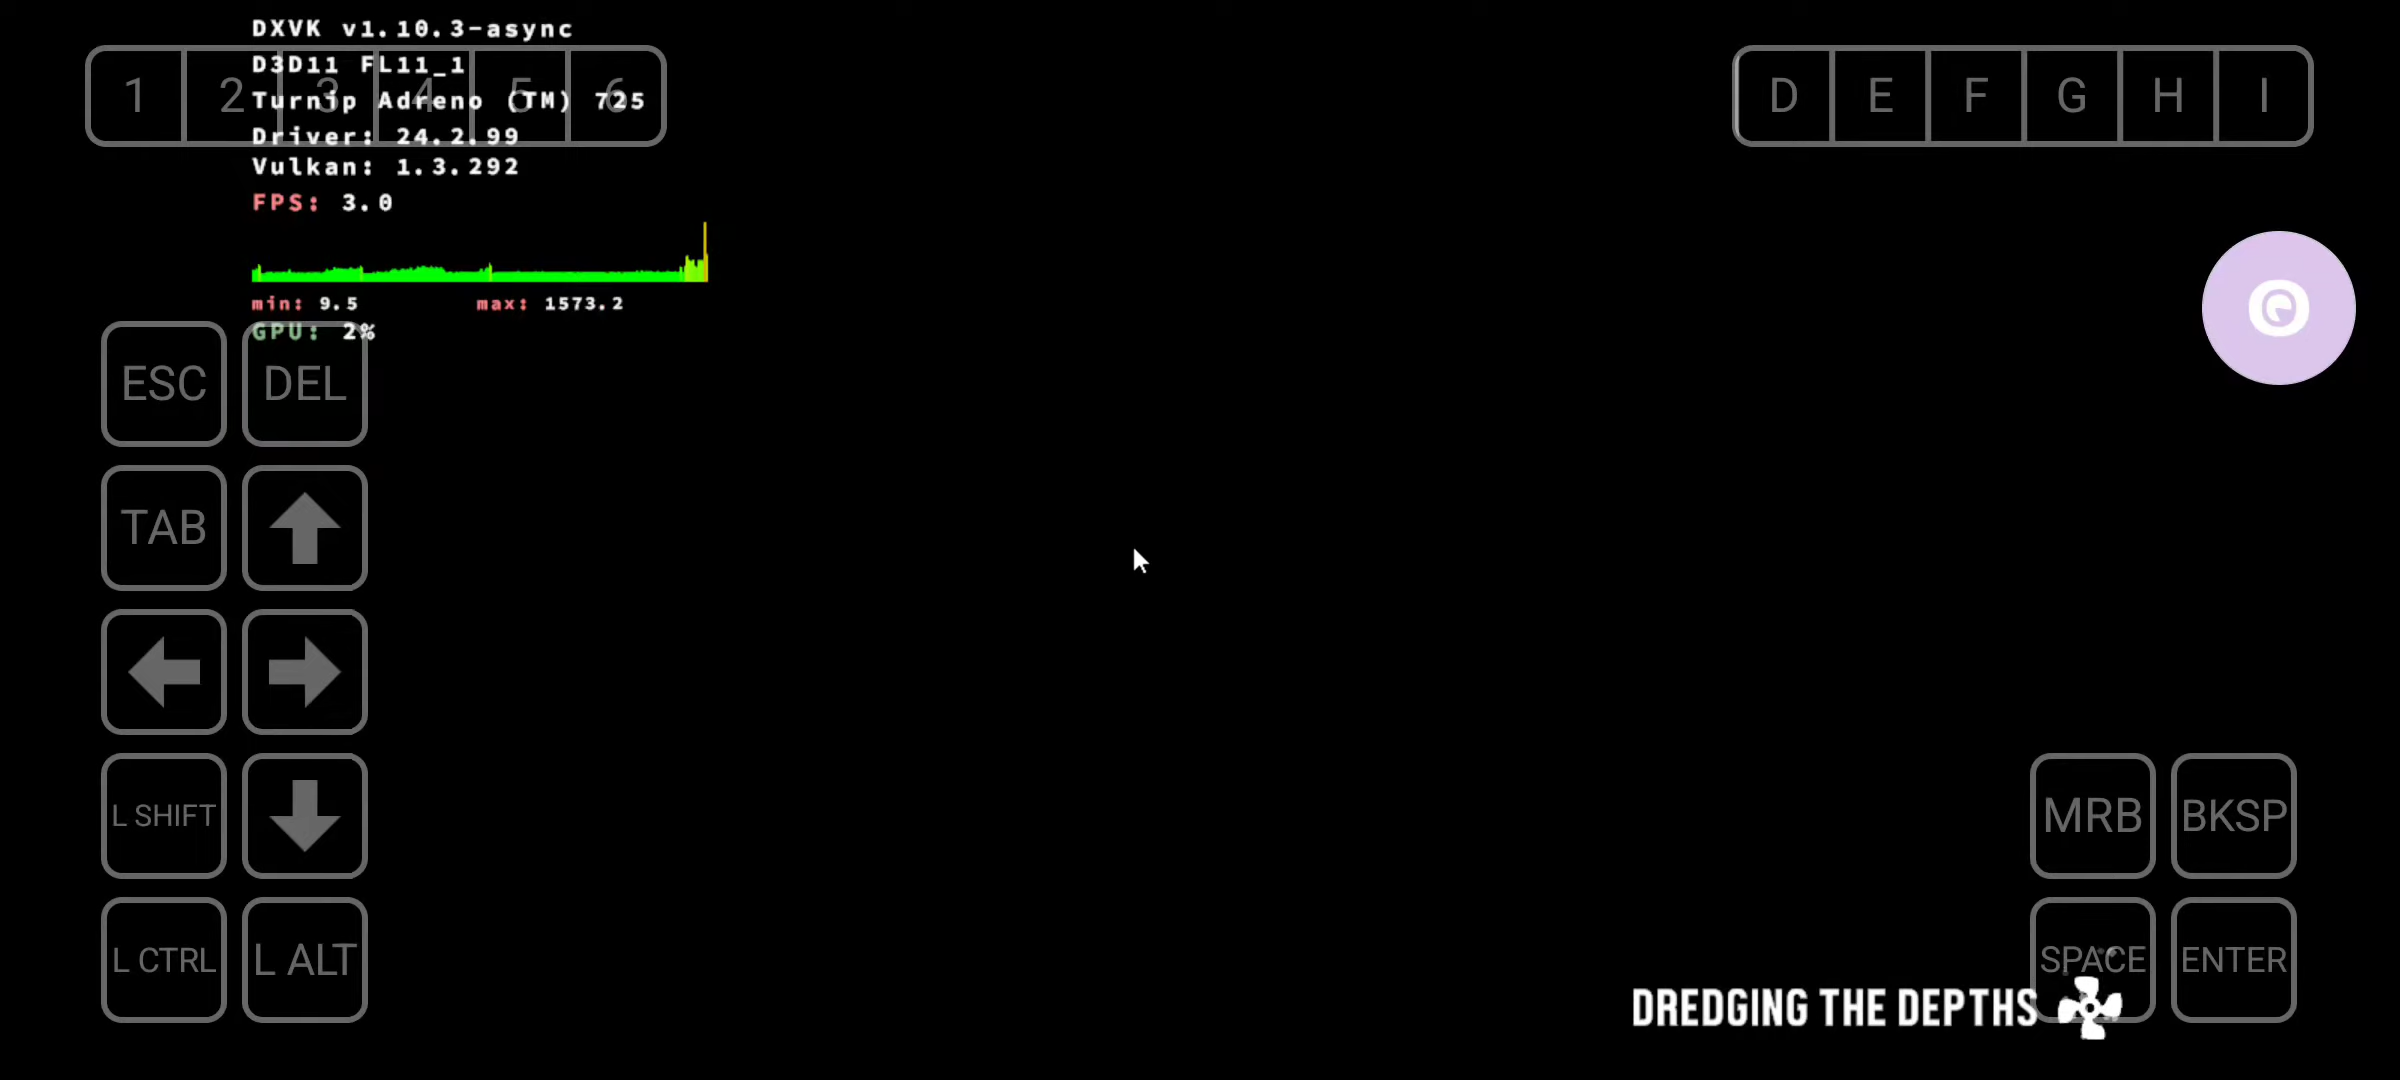 DXVK v1.10.3-async
D3D11 FL11_1
1 2 3 4 5 6
Turnip Adreno (TM) 725
D E F G H I
Driver: 24.2.99
Vulkan: 1.3.292
FPS: 3.0
min: 9.5 max: 1573.2
GPU: 2%
ESC DEL
TAB
L SHIFT
MRB BKSP
L CTRL L ALT
SPACE ENTER
DREDGING THE DEPTHS